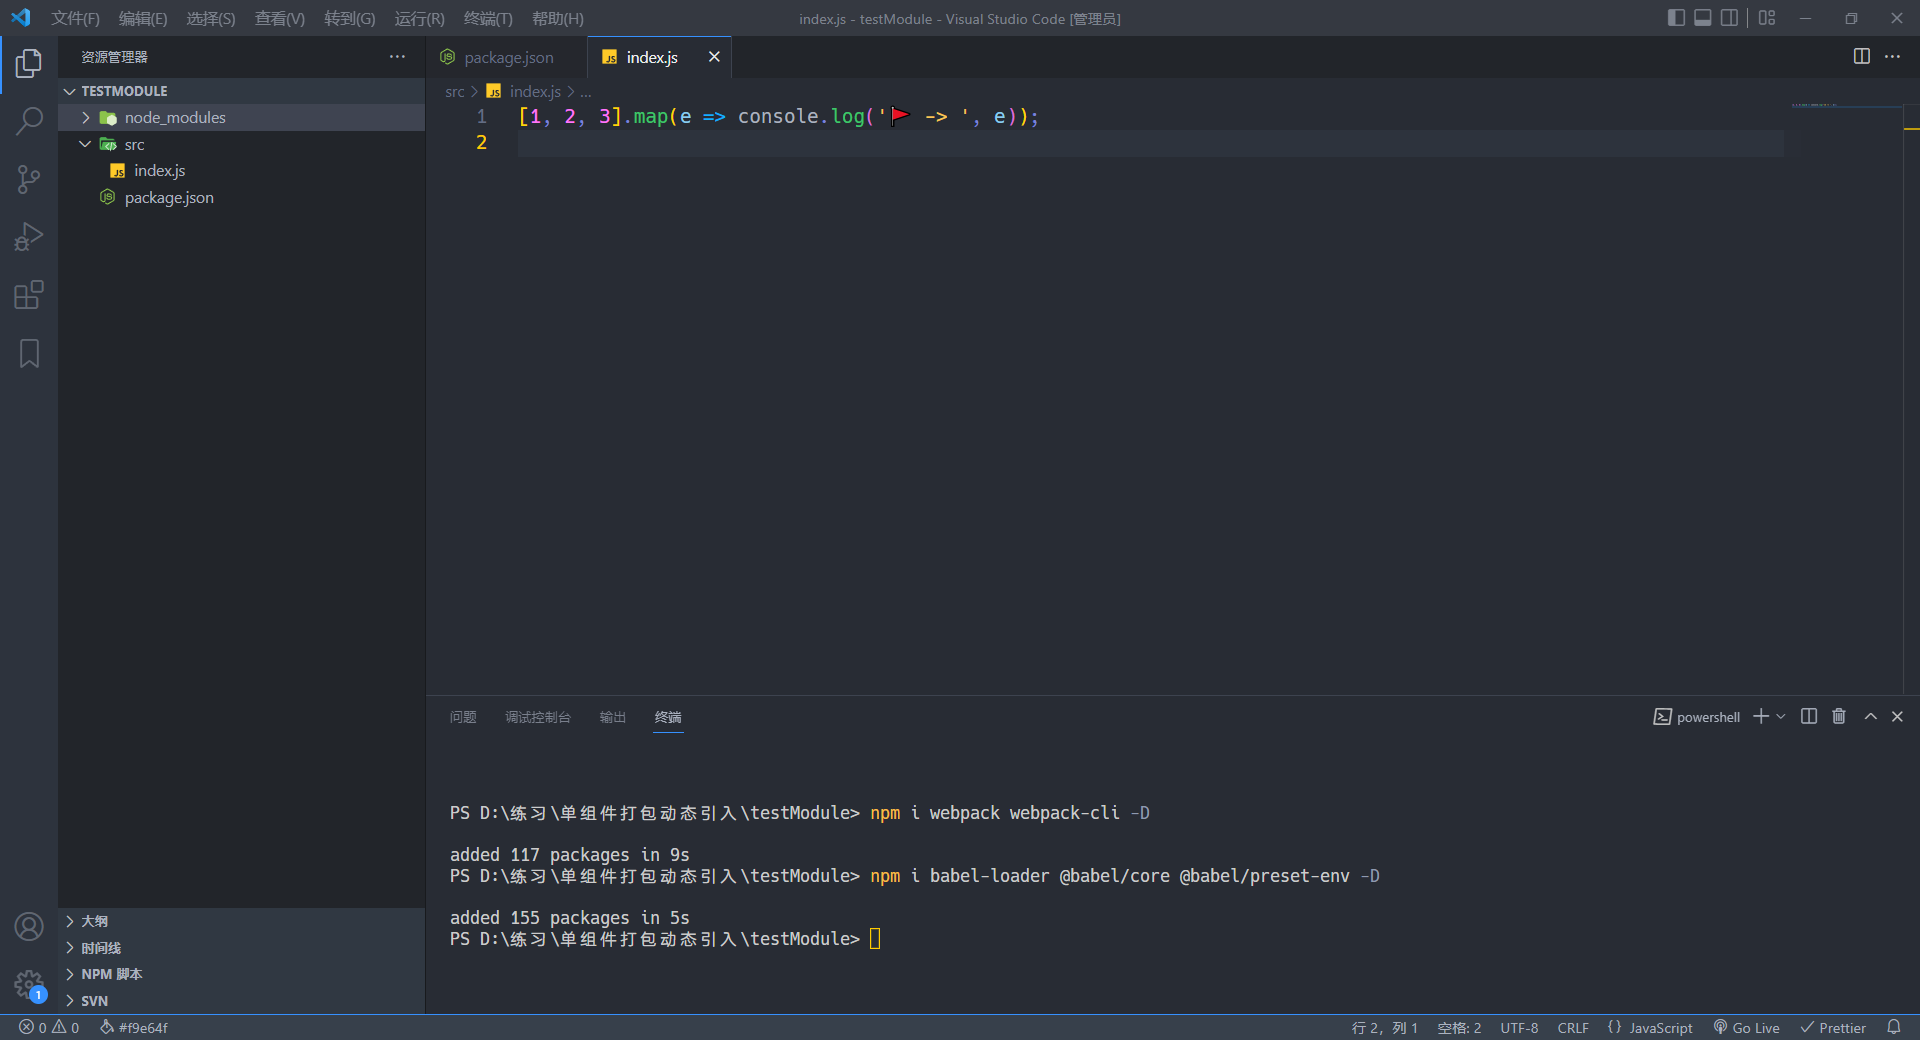 文件(F) 编辑(E) 选择(S) 查看(V) 转到(G) 运行(R) 终端(T) 帮助(H) index.js - testModule - Visual Studio Code [管理员]
资源管理器
TESTMODULE
node_modules
src
index.js
package.json
大纲
时间线
NPM 脚本
SVN
1
package.json index.js
src > index.js > ...
1 [1, 2, 3].map(e => console.log('🚩 -> ', e));
2
问题 调试控制台 输出 终端 powershell
PS D:\练习\单组件打包动态引入\testModule> npm i webpack webpack-cli -D
added 117 packages in 9s
PS D:\练习\单组件打包动态引入\testModule> npm i babel-loader @babel/core @babel/preset-env -D
added 155 packages in 5s
PS D:\练习\单组件打包动态引入\testModule>
0 0 #f9e64f 行 2，列 1 空格: 2 UTF-8 CRLF {} JavaScript Go Live Prettier